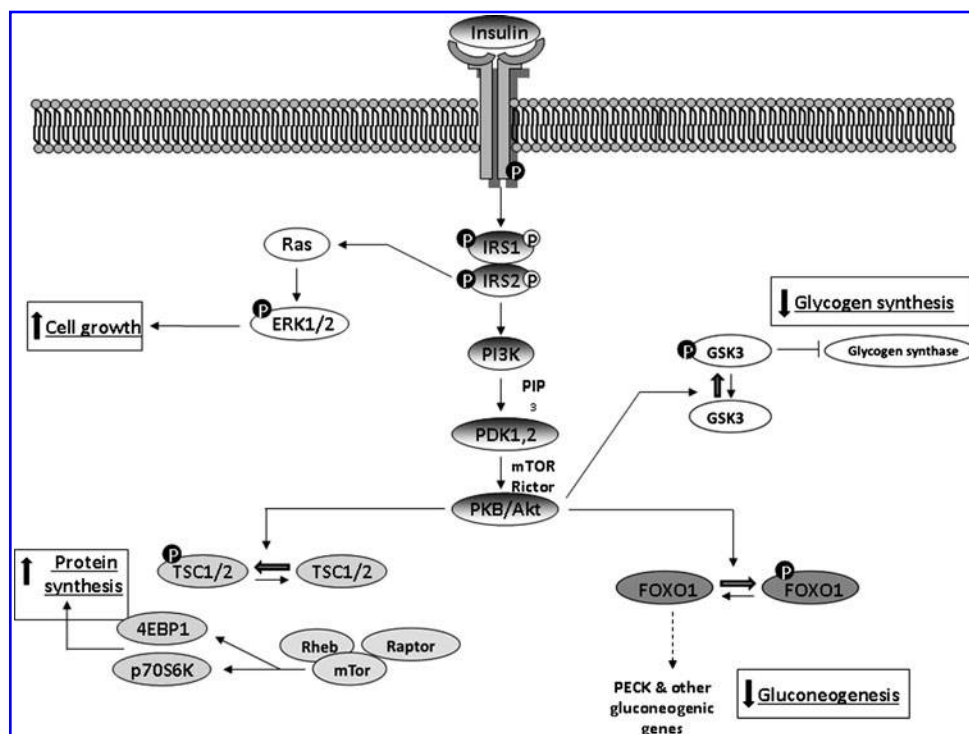 Insulin
P
P IRS1 P
P IRS2 P
Ras
P
ERK1/2
Cell growth
PI3K
PIP
3
PDK1,2
mTOR
Rictor
PKB/Akt
Glycogen synthesis
P GSK3
Glycogen synthase
GSK3
P
TSC1/2
TSC1/2
Protein
synthesis
4EBP1
p70S6K
Rheb
Raptor
mTor
FOXO1
P
FOXO1
PECK & other
gluconeogenic
genes
Gluconeogenesis